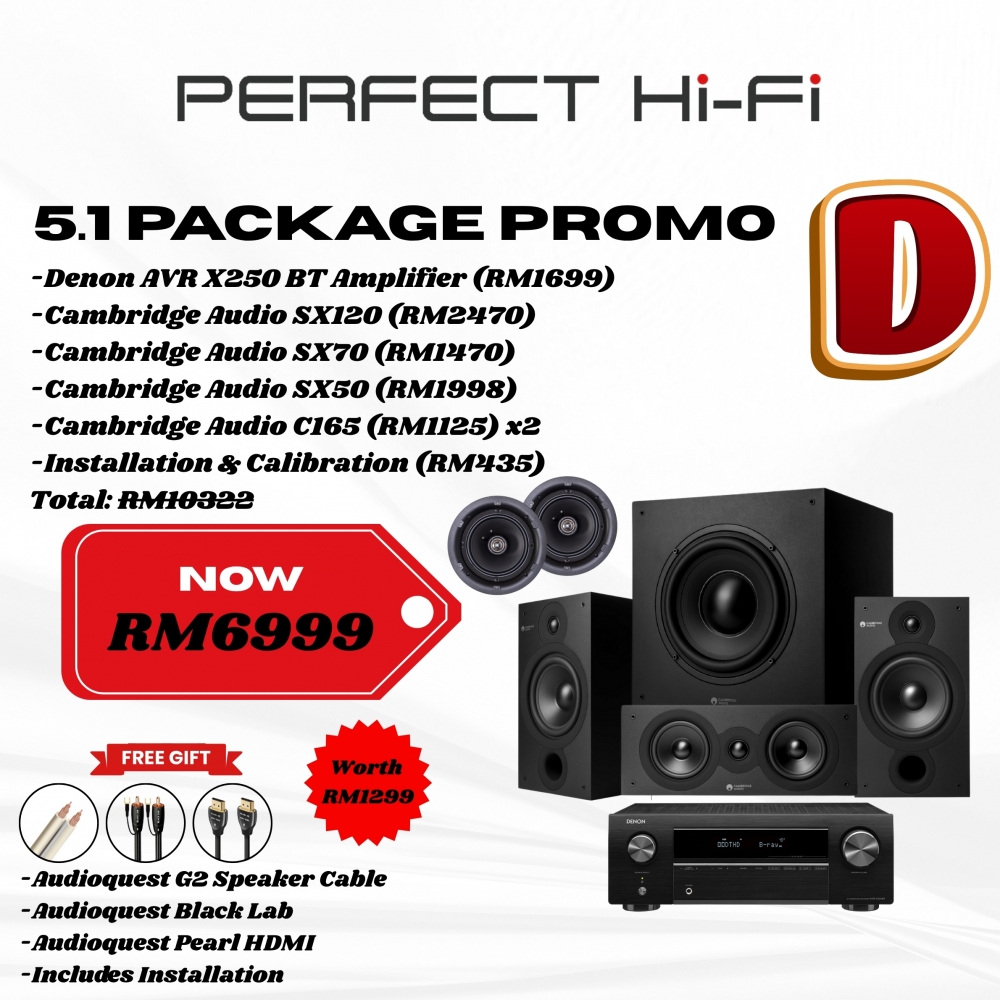 PERFECT Hi-Fi
5.1 PACKAGE PROMO
D
-Denon AVR X250 BT Amplifier (RM1699)
-Cambridge Audio SX120 (RM2470)
-Cambridge Audio SX70 (RM1470)
-Cambridge Audio SX50 (RM1998)
-Cambridge Audio C165 (RM1125) x2
-Installation & Calibration (RM435)
Total: RM10322
NOW
RM6999
FREE GIFT
Worth
RM1299
-Audioquest G2 Speaker Cable
-Audioquest Black Lab
-Audioquest Pearl HDMI
-Includes Installation
CAMBRIDGE
AUDIO
DENON